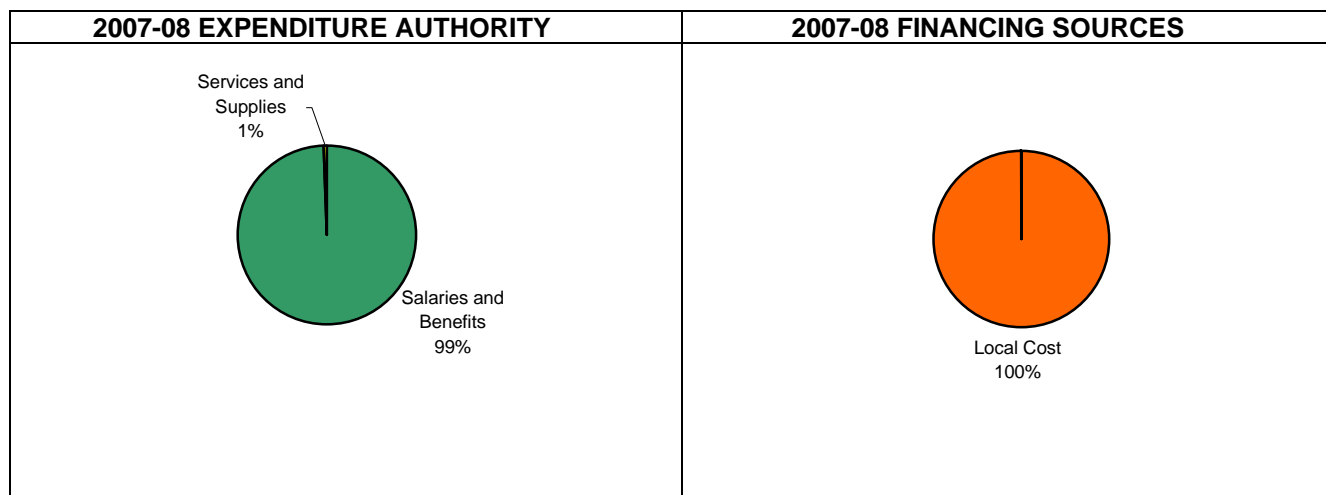 2007-08 EXPENDITURE AUTHORITY
2007-08 FINANCING SOURCES
Services and
Supplies
1%
Salaries and
Benefits
99%
Local Cost
100%